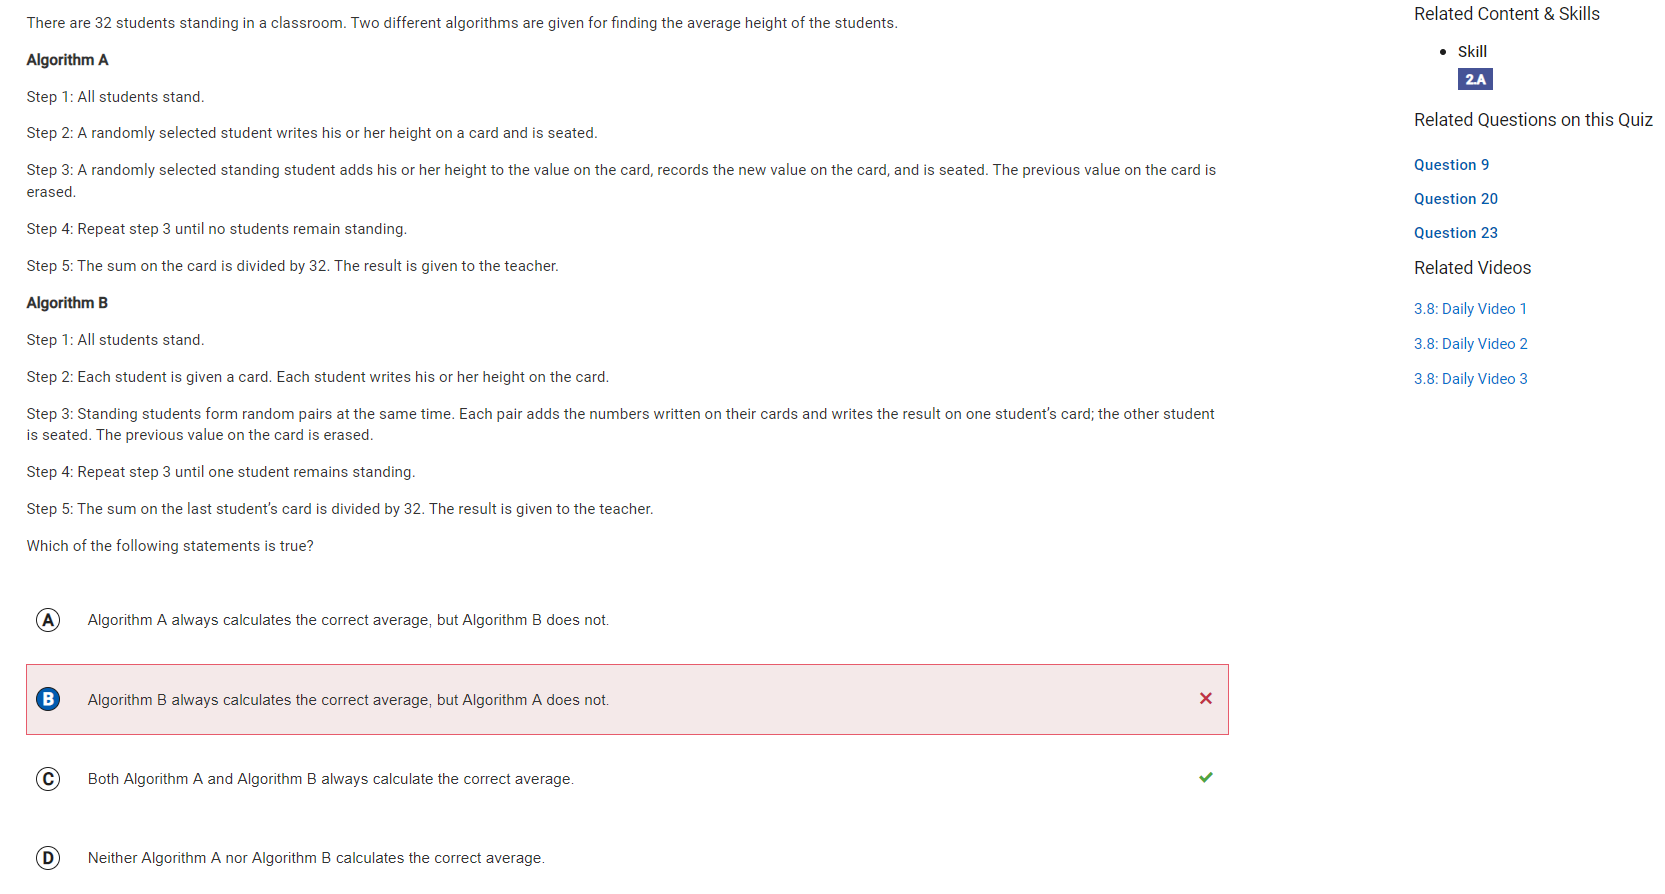 There are 32 students standing in a classroom. Two different algorithms are given for finding the average height of the students.
Algorithm A
Step 1: All students stand.
Step 2: A randomly selected student writes his or her height on a card and is seated.
Step 3: A randomly selected standing student adds his or her height to the value on the card, records the new value on the card, and is seated. The previous value on the card is
erased.
Step 4: Repeat step 3 until no students remain standing.
Step 5: The sum on the card is divided by 32. The result is given to the teacher.
Algorithm B
Step 1: All students stand.
Step 2: Each student is given a card. Each student writes his or her height on the card.
Step 3: Standing students form random pairs at the same time. Each pair adds the numbers written on their cards and writes the result on one student's card; the other student
is seated. The previous value on the card is erased.
Step 4: Repeat step 3 until one student remains standing.
Step 5: The sum on the last student's card is divided by 32. The result is given to the teacher.
Which of the following statements is true?
A Algorithm A always calculates the correct average, but Algorithm B does not.
B Algorithm B always calculates the correct average, but Algorithm A does not.
C Both Algorithm A and Algorithm B always calculate the correct average.
D Neither Algorithm A nor Algorithm B calculates the correct average.
Related Content & Skills
Skill
2.A
Related Questions on this Quiz
Question 9
Question 20
Question 23
Related Videos
3.8: Daily Video 1
3.8: Daily Video 2
3.8: Daily Video 3